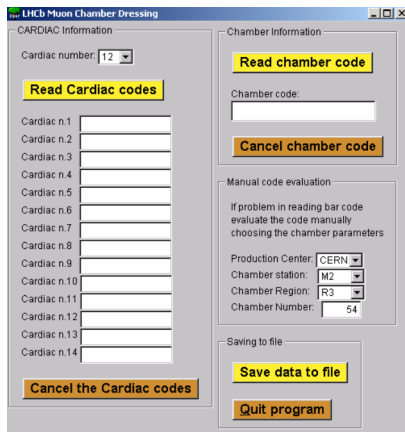 LHCb Muon Chamber Dressing
CARDIAC Information
Cardiac number: 12
Read Cardiac codes
Cardiac n.1
Cardiac n.2
Cardiac n.3
Cardiac n.4
Cardiac n.5
Cardiac n.6
Cardiac n.7
Cardiac n.8
Cardiac n.9
Cardiac n.10
Cardiac n.11
Cardiac n.12
Cardiac n.13
Cardiac n.14
Cancel the Cardiac codes
Chamber Information
Read chamber code
Chamber code:
Cancel chamber code
Manual code evaluation
If problem in reading bar code
evaluate the code manually
choosing the chamber parameters
Production Center: CERN
Chamber station: M2
Chamber Region: R3
Chamber Number: 54
Saving to file
Save data to file
Quit program